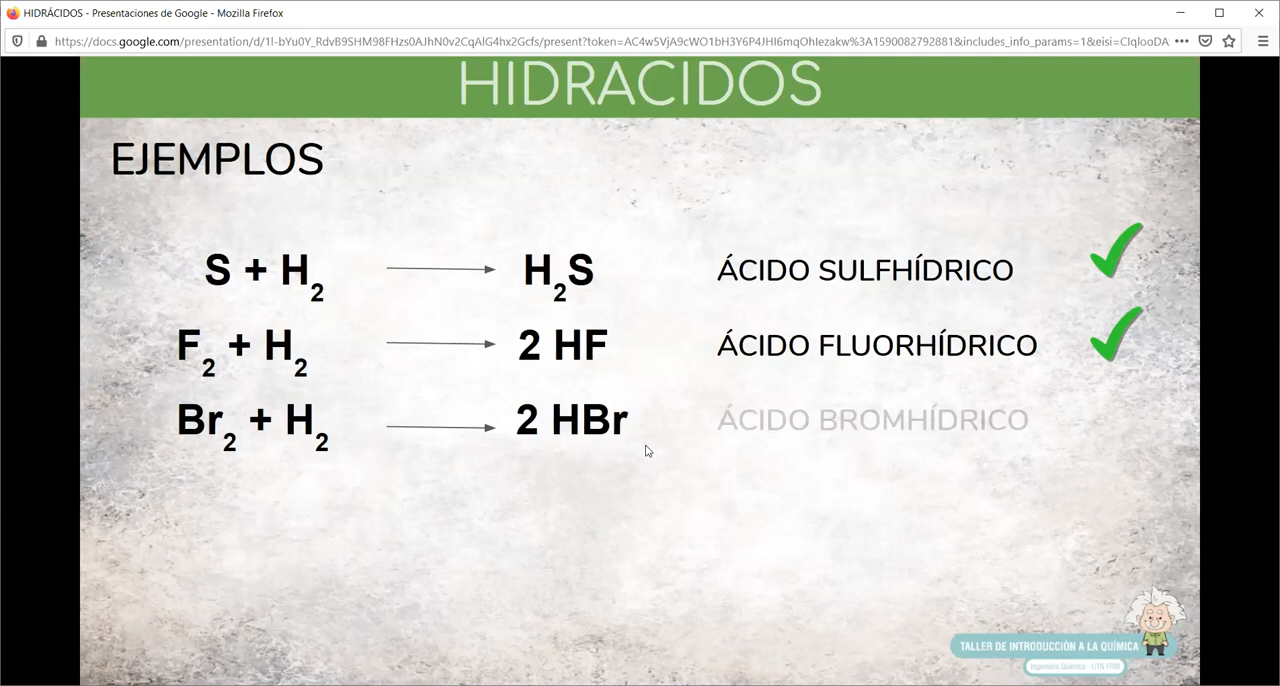 HIDRÁCIDOS - Presentaciones de Google - Mozilla Firefox
https://docs.google.com/presentation/d/1l-bYu0Y_RdvB9SHM98FHzs0AJhN0v2CqAlG4hx2Gcfs/present?token=AC4w5VjA9cWO1bH3Y6P4JHI6mqOhIezakw%3A1590082792881&includes_info_params=1&eisi=CIqlooDA
HIDRACIDOS
EJEMPLOS
S + H₂ → H₂S ÁCIDO SULFHÍDRICO
F₂ + H₂ → 2 HF ÁCIDO FLUORHÍDRICO
Br₂ + H₂ → 2 HBr ÁCIDO BROMHÍDRICO
TALLER DE INTRODUCCIÓN A LA QUÍMICA
Ingeniería Química - UTN FRM